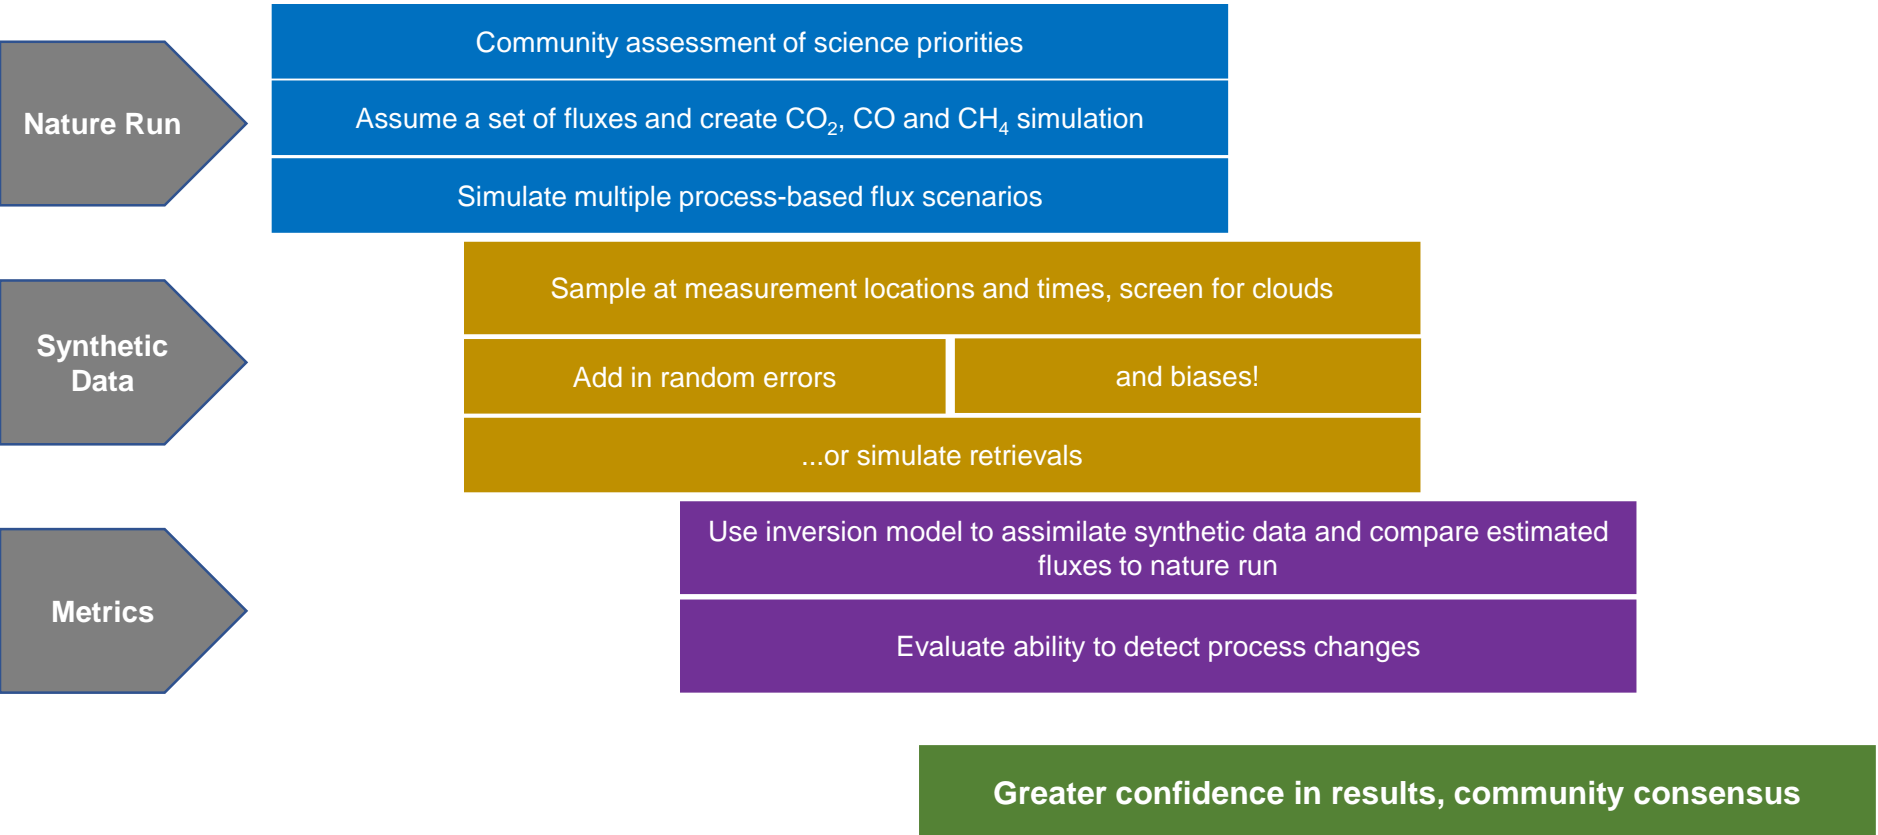 Community assessment of science priorities
Nature Run
Assume a set of fluxes and create CO₂, CO and CH₄ simulation
Simulate multiple process-based flux scenarios
Sample at measurement locations and times, screen for clouds
Synthetic
Data
Add in random errors
and biases!
...or simulate retrievals
Use inversion model to assimilate synthetic data and compare estimated
fluxes to nature run
Metrics
Evaluate ability to detect process changes
Greater confidence in results, community consensus